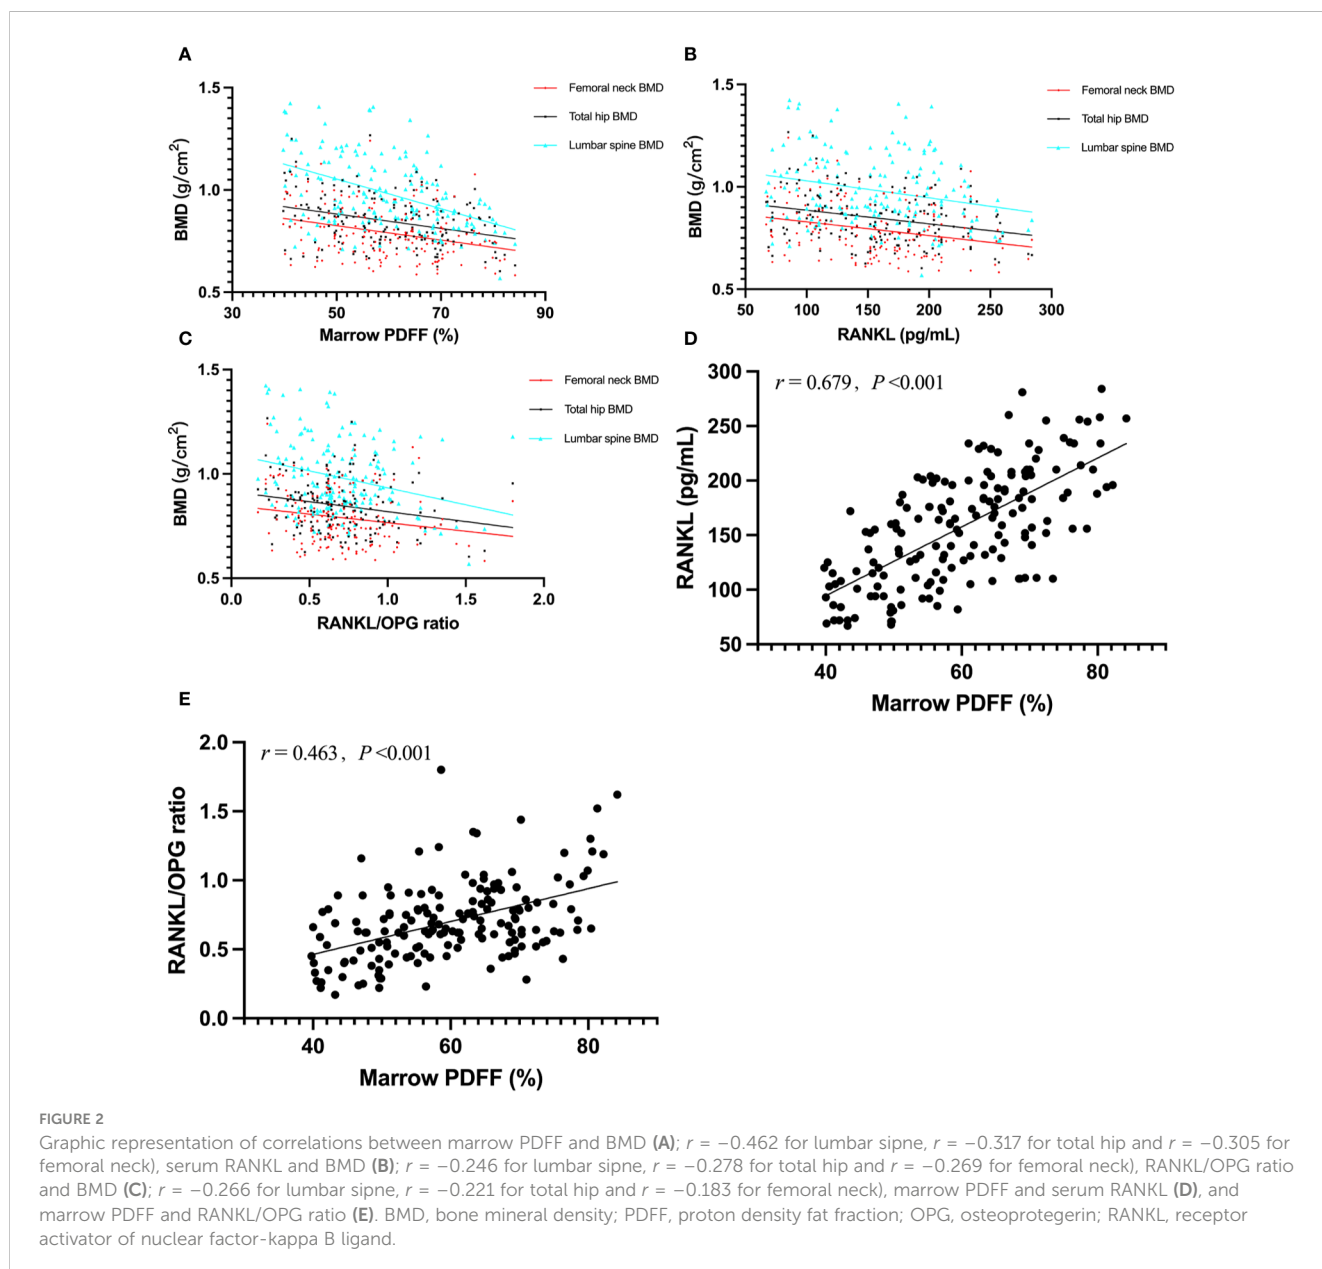 A
1.5
1.0
0.5
BMD (g/cm2)
30
50
70
90
Marrow PDFF (%)
Femoral neck BMD
Total hip BMD
Lumbar spine BMD
B
1.5
1.0
0.5
BMD (g/cm2)
50
100
150
200
250
300
RANKL (pg/mL)
Femoral neck BMD
Total hip BMD
Lumbar spine BMD
C
1.5
1.0
0.5
BMD (g/cm2)
0.0
0.5
1.0
1.5
2.0
RANKL/OPG ratio
Femoral neck BMD
Total hip BMD
Lumbar spine BMD
D
300
250
200
150
100
50
RANKL (pg/mL)
r = 0.679, P<0.001
40
60
80
Marrow PDFF (%)
E
2.0
1.5
1.0
0.5
0.0
RANKL/OPG ratio
r = 0.463, P<0.001
40
60
80
Marrow PDFF (%)
FIGURE 2
Graphic representation of correlations between marrow PDFF and BMD (A); r = −0.462 for lumbar sipne, r = −0.317 for total hip and r = −0.305 for
femoral neck), serum RANKL and BMD (B); r = −0.246 for lumbar sipne, r = −0.278 for total hip and r = −0.269 for femoral neck), RANKL/OPG ratio
and BMD (C); r = −0.266 for lumbar sipne, r = −0.221 for total hip and r = −0.183 for femoral neck), marrow PDFF and serum RANKL (D), and
marrow PDFF and RANKL/OPG ratio (E). BMD, bone mineral density; PDFF, proton density fat fraction; OPG, osteoprotegerin; RANKL, receptor
activator of nuclear factor-kappa B ligand.